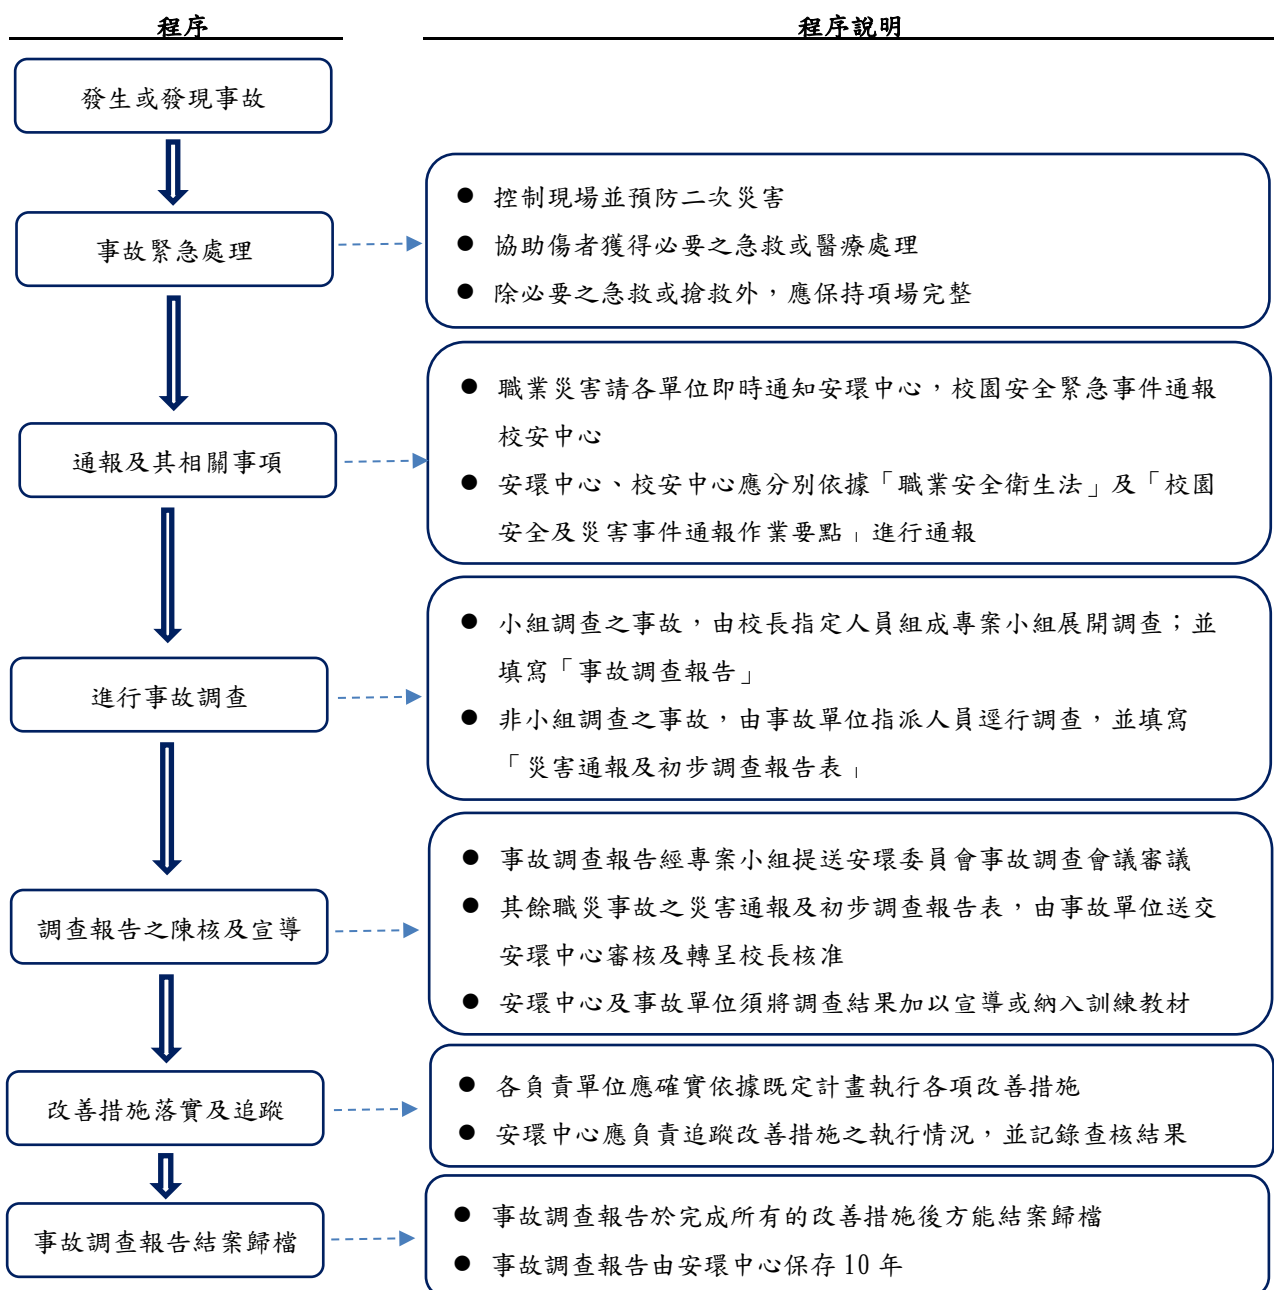 程序
程序說明
發生或發現事故
事故緊急處理
● 控制現場並預防二次災害
● 協助傷者獲得必要之急救或醫療處理
● 除必要之急救或搶救外，應保持項場完整
通報及其相關事項
● 職業災害請各單位即時通知安環中心，校園安全緊急事件通報
校安中心
● 安環中心、校安中心應分別依據「職業安全衛生法」及「校園
安全及災害事件通報作業要點」進行通報
進行事故調查
● 小組調查之事故，由校長指定人員組成專案小組展開調查；並
填寫「事故調查報告」
● 非小組調查之事故，由事故單位指派人員逕行調查，並填寫
「災害通報及初步調查報告表」
調查報告之陳核及宣導
● 事故調查報告經專案小組提送安環委員會事故調查會議審議
● 其餘職災事故之災害通報及初步調查報告表，由事故單位送交
安環中心審核及轉呈校長核准
● 安環中心及事故單位須將調查結果加以宣導或納入訓練教材
改善措施落實及追蹤
● 各負責單位應確實依據既定計畫執行各項改善措施
● 安環中心應負責追蹤改善措施之執行情況，並記錄查核結果
事故調查報告結案歸檔
● 事故調查報告於完成所有的改善措施後方能結案歸檔
● 事故調查報告由安環中心保存 10 年